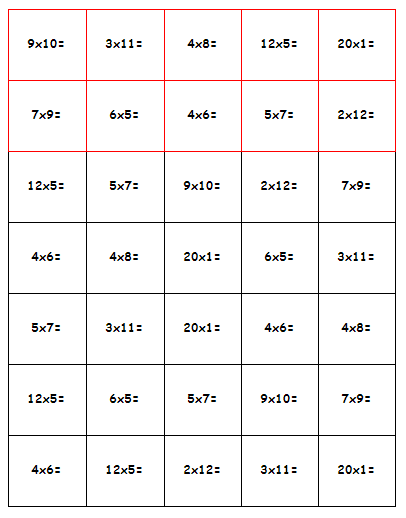 9x10= 3x11= 4x8= 12x5= 20x1=
7x9= 6x5= 4x6= 5x7= 2x12=
12x5= 5x7= 9x10= 2x12= 7x9=
4x6= 4x8= 20x1= 6x5= 3x11=
5x7= 3x11= 20x1= 4x6= 4x8=
12x5= 6x5= 5x7= 9x10= 7x9=
4x6= 12x5= 2x12= 3x11= 20x1=